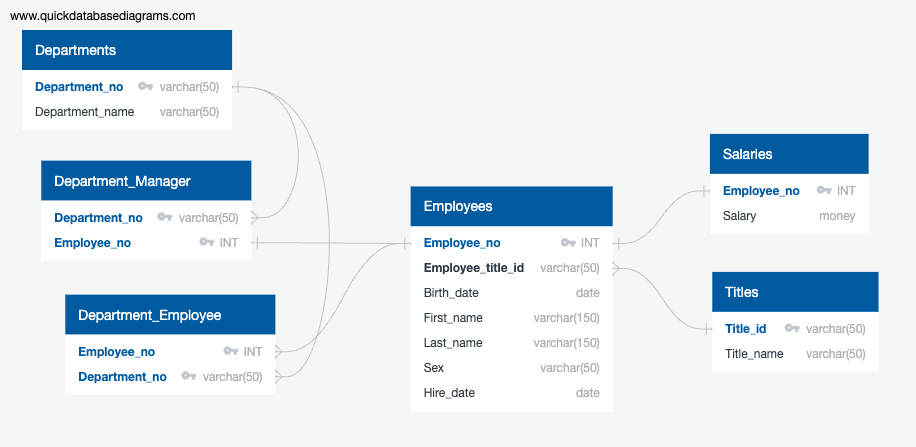 www.quickdatabasediagrams.com
Departments
Department_no varchar(50)
Department_name varchar(50)
Department_Manager
Department_no varchar(50)
Employee_no INT
Department_Employee
Employee_no INT
Department_no varchar(50)
Employees
Employee_no INT
Employee_title_id varchar(50)
Birth_date date
First_name varchar(150)
Last_name varchar(150)
Sex varchar(50)
Hire_date date
Salaries
Employee_no INT
Salary money
Titles
Title_id varchar(50)
Title_name varchar(50)